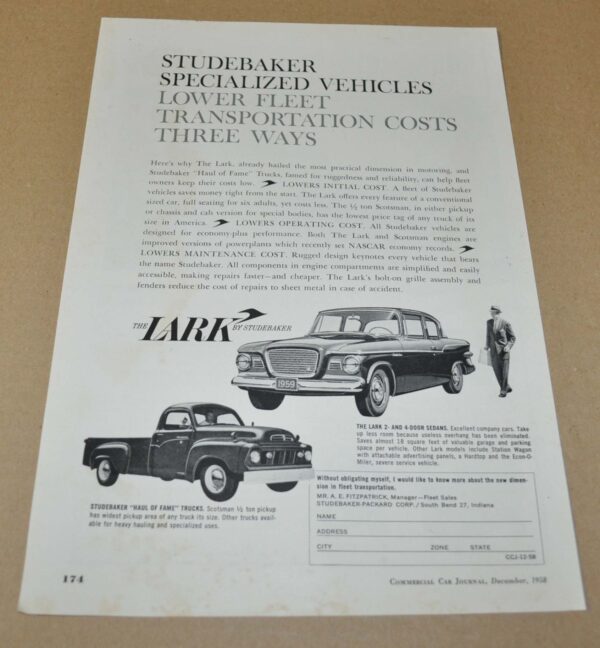 STUDEBAKER
SPECIALIZED VEHICLES
LOWER FLEET
TRANSPORTATION COSTS
THREE WAYS
Here's why The Lark, already hailed the most practical dimension in motoring, and
Studebaker "Haul of Fame" Trucks, famed for ruggedness and reliability, can help fleet
owners keep their costs low. LOWERS INITIAL COST. A fleet of Studebaker
vehicles saves money right from the start. The Lark offers every feature of a conventional
sized car, full seating for six adults, yet costs less. The ½ ton Scotsman, in either pickup
or chassis and cab version for special bodies, has the lowest price tag of any truck of its
size in America. LOWERS OPERATING COST. All Studebaker vehicles are
designed for economy-plus performance. Both The Lark and Scotsman engines are
improved versions of powerplants which recently set NASCAR economy records.
LOWERS MAINTENANCE COST. Rugged design keynotes every vehicle that bears
the name Studebaker. All components in engine compartments are simplified and easily
accessible, making repairs faster—and cheaper. The Lark's bolt-on grille assembly and
fenders reduce the cost of repairs to sheet metal in case of accident.
THE LARK BY STUDEBAKER
1959
THE LARK 2- AND 4-DOOR SEDANS. Excellent company cars. Take
up less room because useless overhang has been eliminated.
Saves almost 18 square feet of valuable garage and parking
space per vehicle. Other Lark models include Station Wagon
with attachable advertising panels, a Hardtop and the Econ-O-
Miler, severe service vehicle.
STUDEBAKER "HAUL OF FAME" TRUCKS. Scotsman ½ ton pickup
has widest pickup area of any truck its size. Other trucks avail-
able for heavy hauling and specialized uses.
Without obligating myself, I would like to know more about the new dimen-
sion in fleet transportation.
MR. A. E. FITZPATRICK, Manager—Fleet Sales
STUDEBAKER-PACKARD CORP./South Bend 27, Indiana
NAME
ADDRESS
CITY ZONE STATE
CCJ-12-58
174
COMMERCIAL CAR JOURNAL, December, 1958